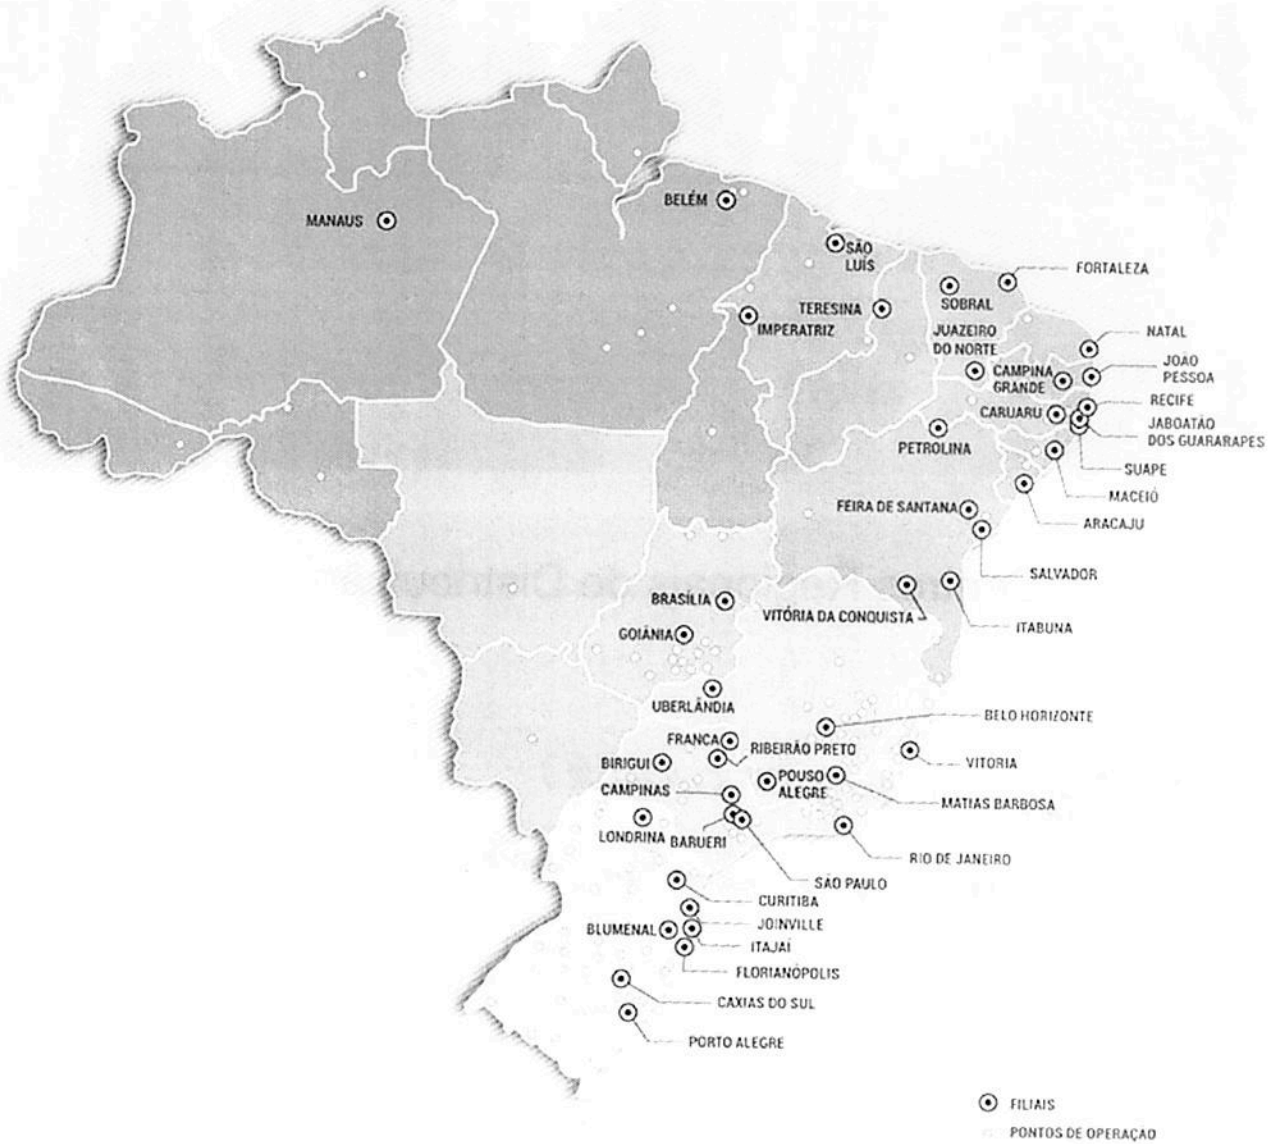 BELÉM
MANAUS
SÃO
LUÍS
FORTALEZA
SOBRAL
TERESINA
IMPERATRIZ
JUAZEIRO
DO NORTE
NATAL
JOÃO
PESSOA
CAMPINA
GRANDE
RECIFE
CARUARU
JABOATÃO
DOS GUARARAPES
PETROLINA
SUAPE
MACEIÓ
FEIRA DE SANTANA
ARACAJU
SALVADOR
BRASÍLIA
VITÓRIA DA CONQUISTA
ITABUNA
GOIÂNIA
UBERLÂNDIA
BELO HORIZONTE
FRANCA
RIBEIRÃO PRETO
BIRIGUI
VITORIA
POUSO
ALEGRE
CAMPINAS
MATIAS BARBOSA
LONDRINA
BARUERI
RIO DE JANEIRO
SÃO PAULO
CURITIBA
JOINVILLE
BLUMENAL
ITAJAÍ
FLORIANÓPOLIS
CAXIAS DO SUL
PORTO ALEGRE
FILIAIS
PONTOS DE OPERAÇÃO